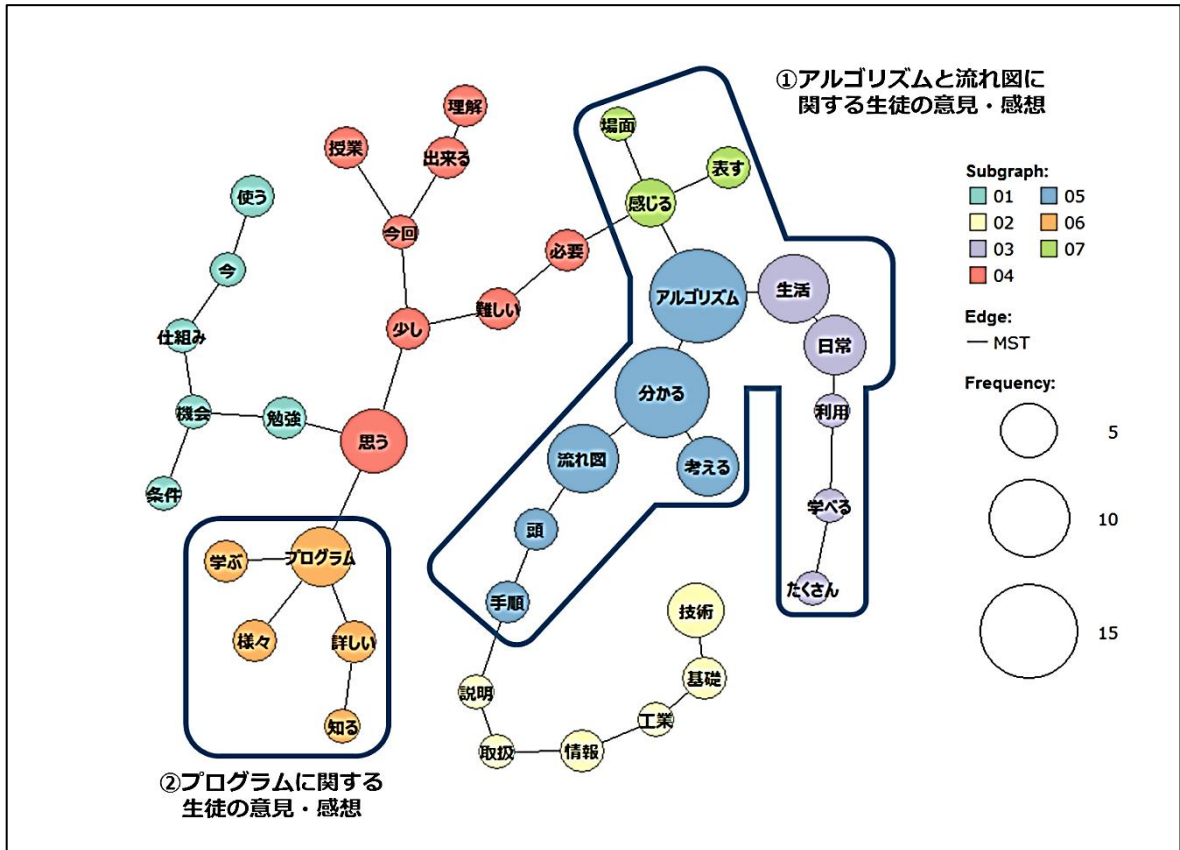 ①アルゴリズムと流れ図に
関する生徒の意見・感想
理解
授業
出来る
場面
表す
使う
感じる
今回
必要
今
アルゴリズム
生活
難しい
少し
仕組み
日常
分かる
機会
勉強
利用
思う
流れ図
考える
条件
学べる
頭
学ぶ
プログラム
たくさん
手順
技術
様々
詳しい
基礎
説明
工業
知る
取扱
情報
②プログラムに関する
生徒の意見・感想
Subgraph:
01 05
02 06
03 07
04
Edge:
MST
Frequency:
5
10
15